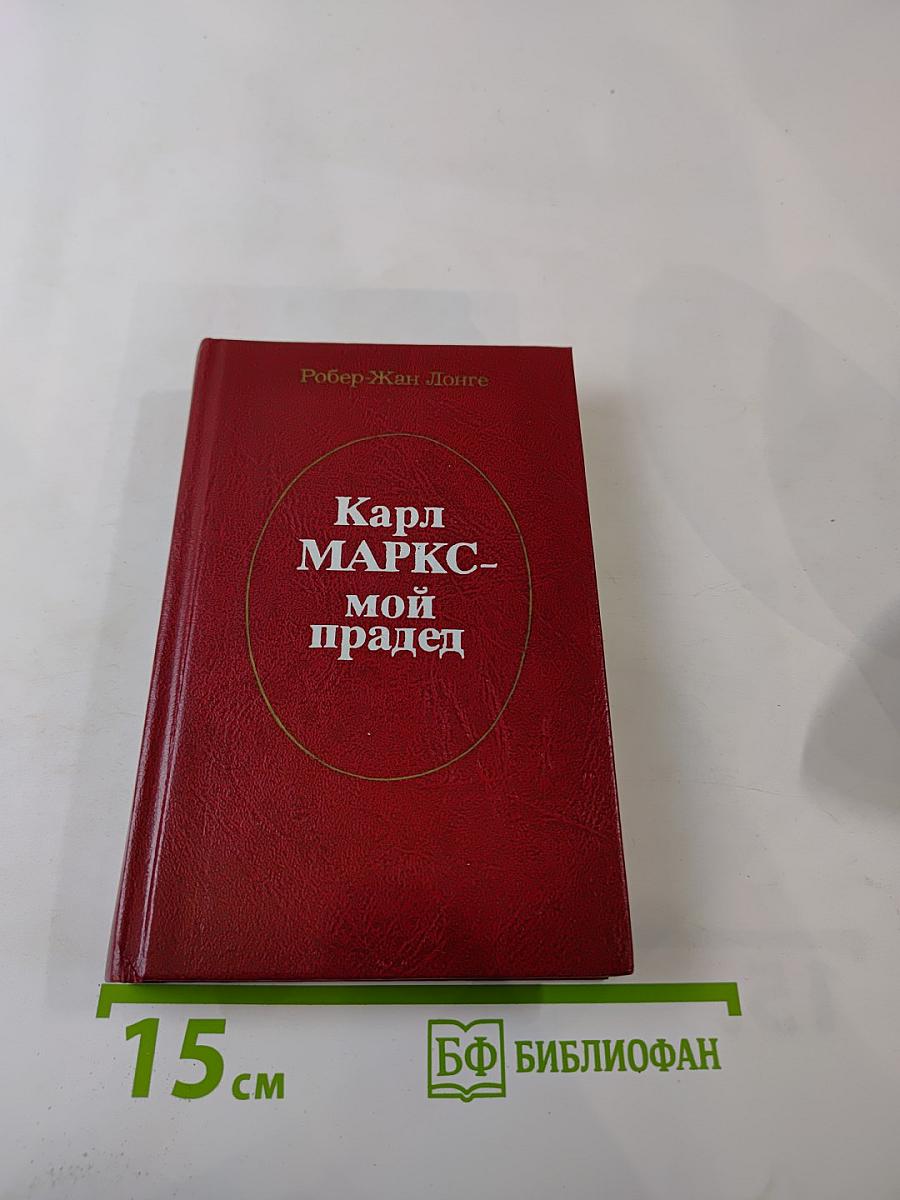 Робер-Жан Лонге
Карл
МАРКС-
мой
прадед
15 см
БФ БИБЛИОФАН